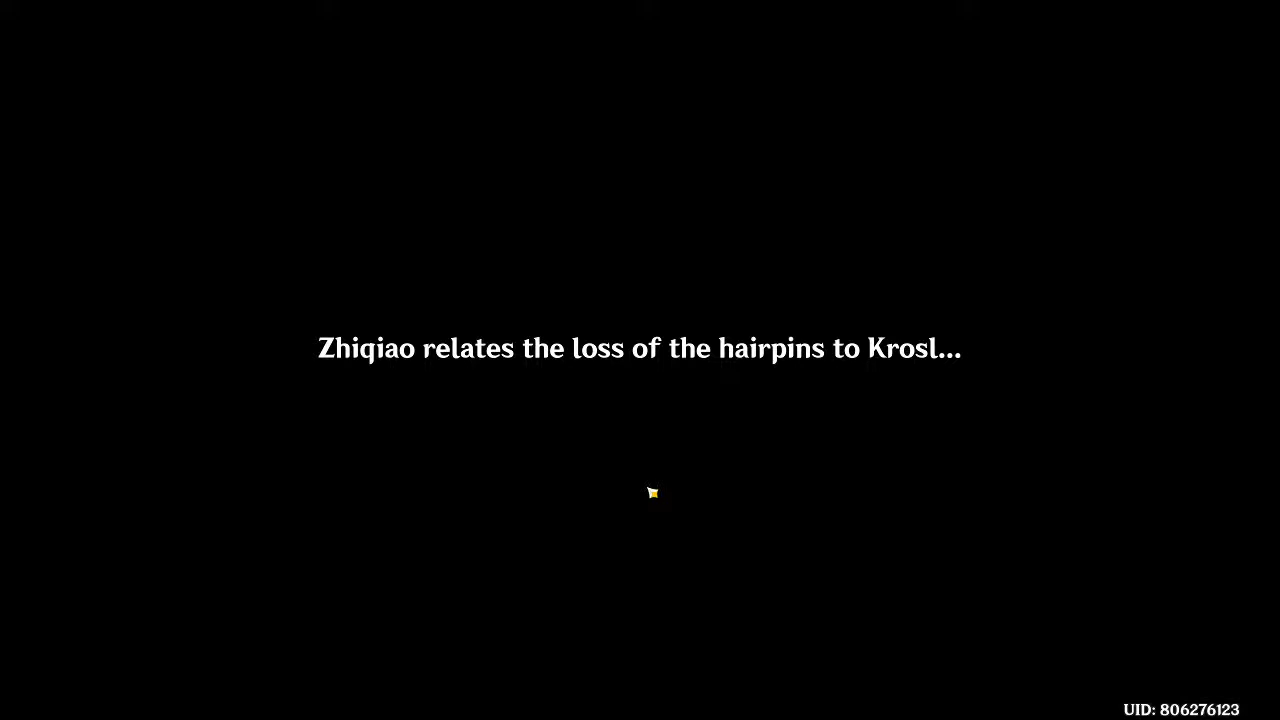 Zhiqiao relates the loss of the hairpins to Krosl...
UID: 806276123